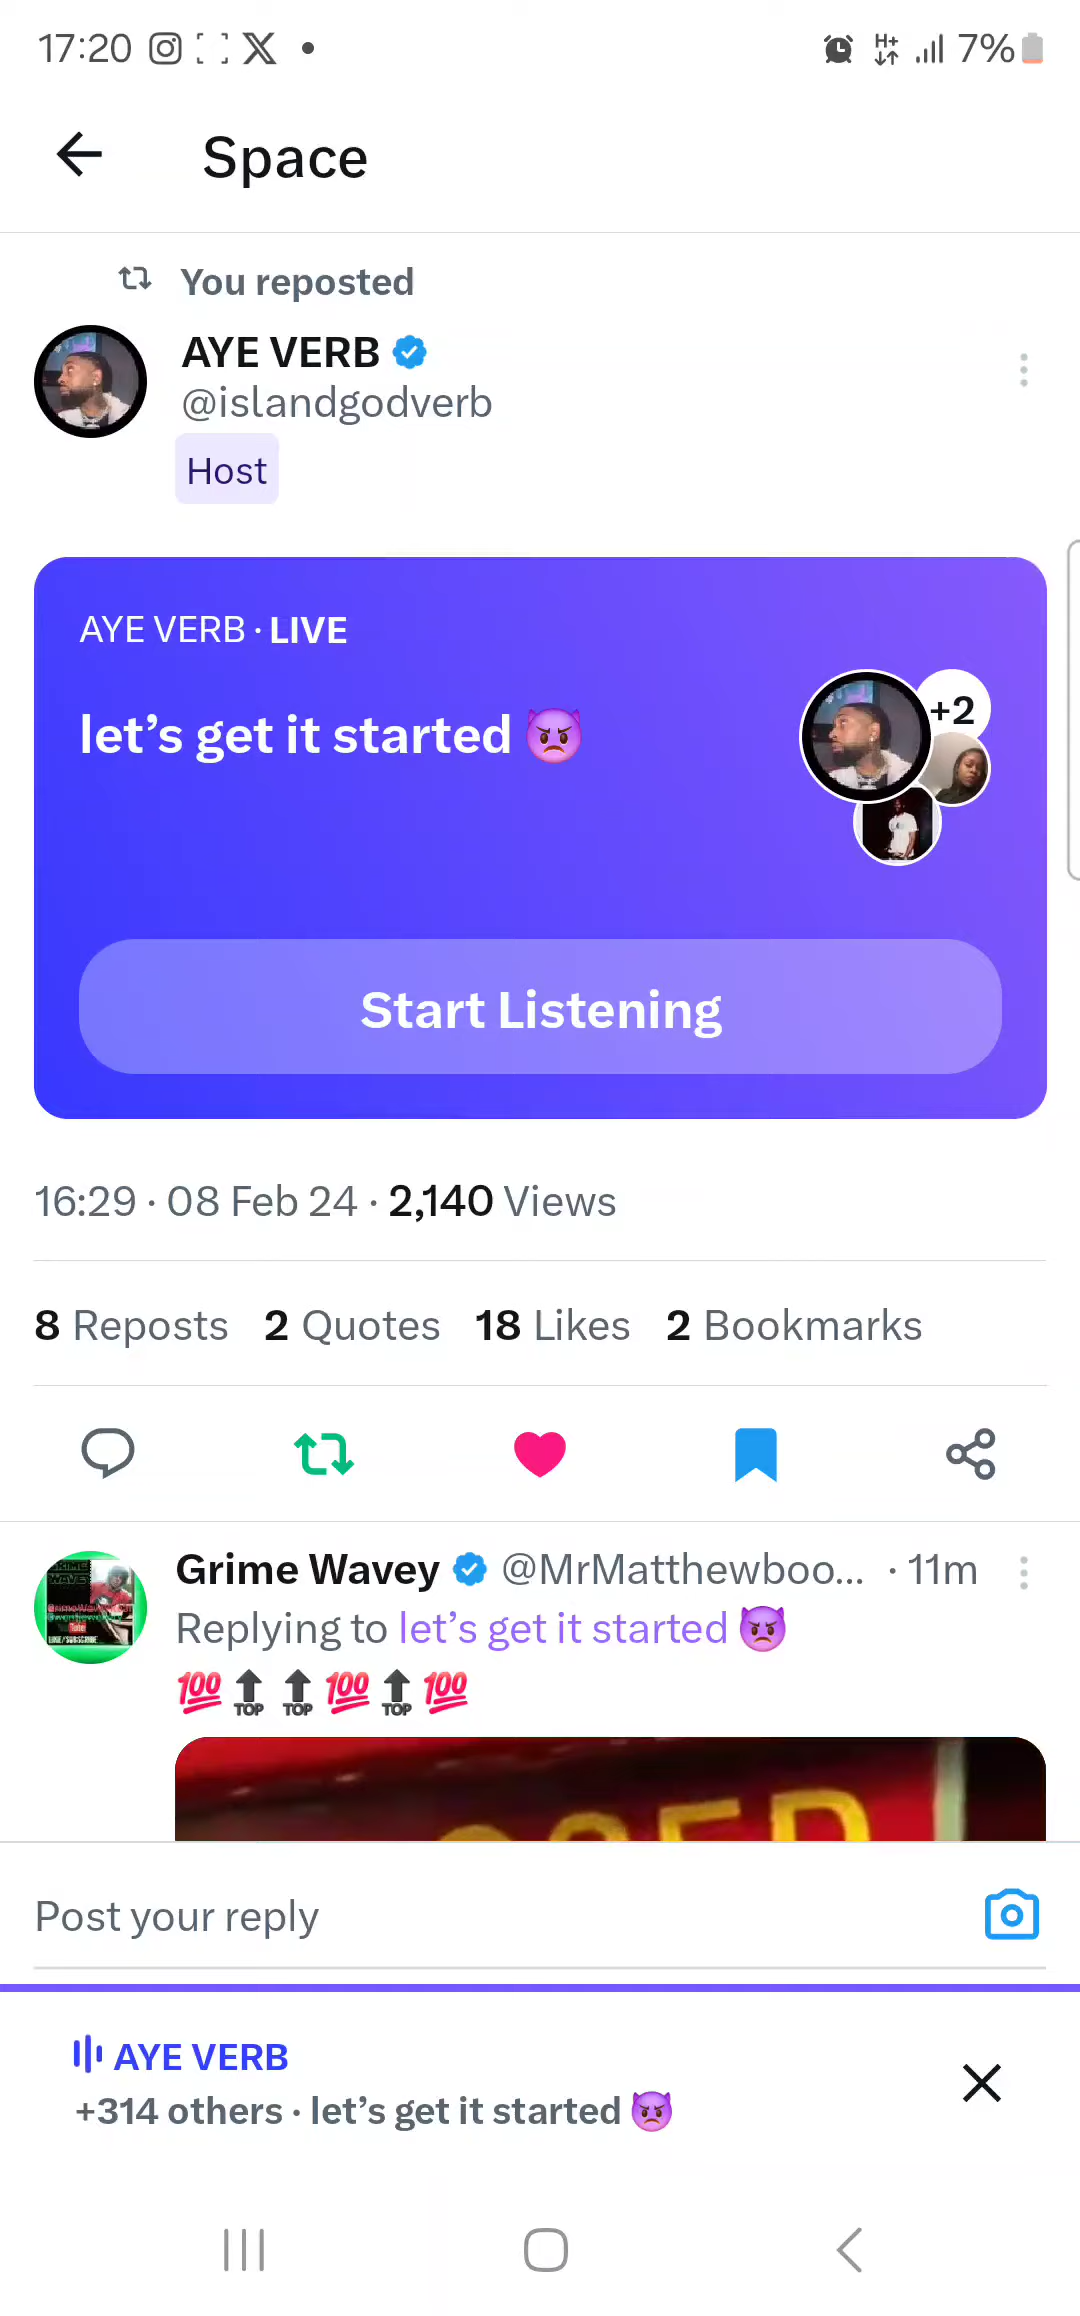 17:20
H+
7%
Space
You reposted
AYE VERB
@islandgodverb
Host
AYE VERB · LIVE
+2
let's get it started 👿
Start Listening
16:29 · 08 Feb 24 · 2,140 Views
8 Reposts 2 Quotes 18 Likes 2 Bookmarks
Grime Wavey @MrMatthewboo... · 11m
Replying to let's get it started 👿
💯🔝🔝💯🔝💯
Post your reply
AYE VERB
+314 others · let's get it started 👿